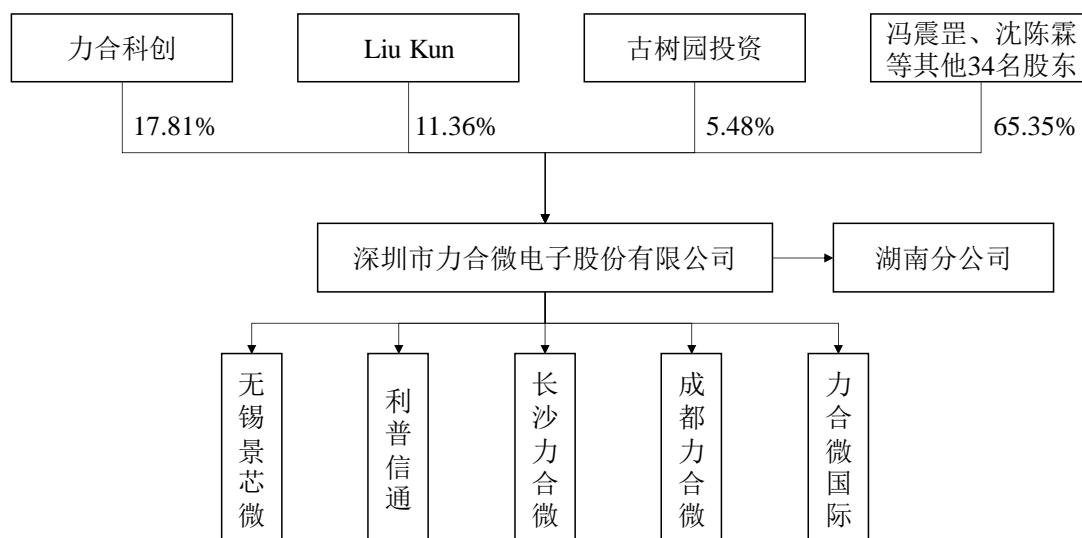 力合科创
Liu Kun
古树园投资
冯震罡、沈陈霖
等其他34名股东
17.81%
11.36%
5.48%
65.35%
深圳市力合微电子股份有限公司
湖南分公司
无锡景芯微
利普信通
长沙力合微
成都力合微
力合微国际